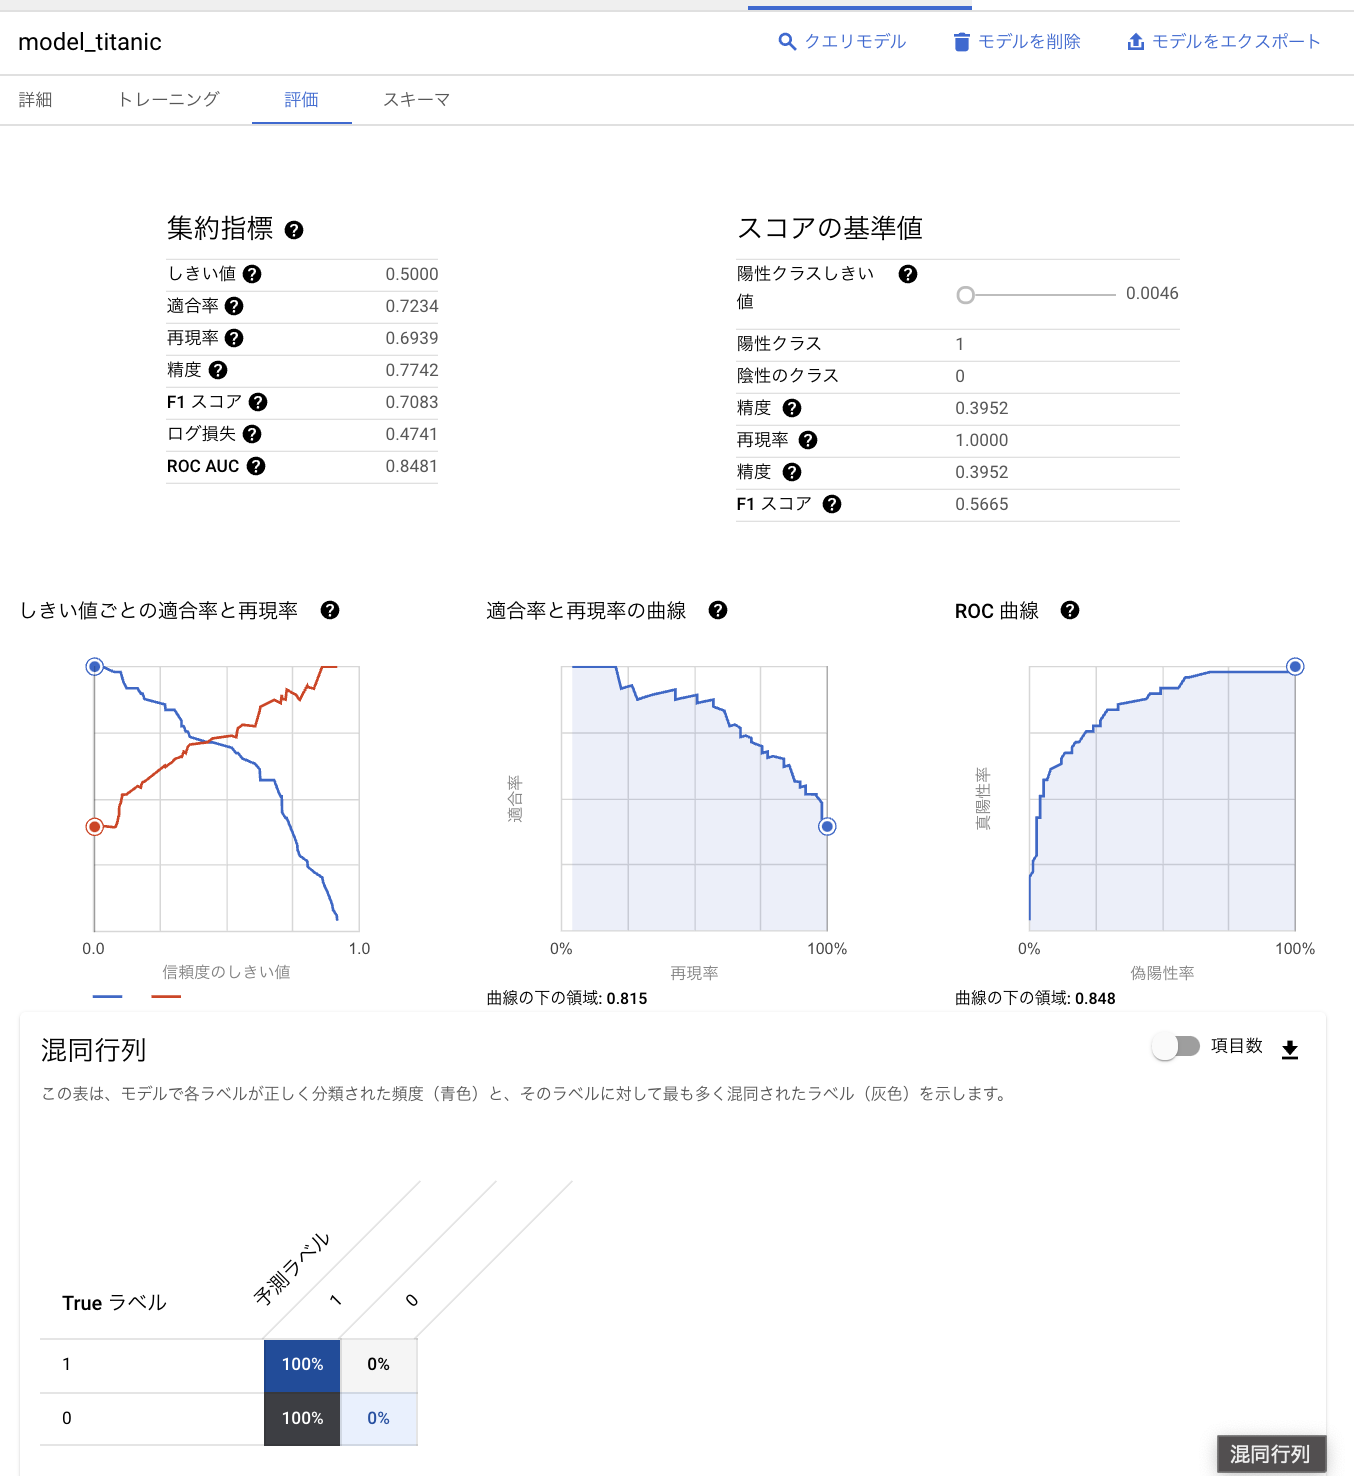 model_titanic
クエリモデル
モデルを削除
モデルをエクスポート
詳細
トレーニング
評価
スキーマ
集約指標
しきい値 0.5000
適合率 0.7234
再現率 0.6939
精度 0.7742
F1 スコア 0.7083
ログ損失 0.4741
ROC AUC 0.8481
スコアの基準値
陽性クラスしきい
値
0.0046
陽性クラス 1
陰性のクラス 0
精度 0.3952
再現率 1.0000
精度 0.3952
F1 スコア 0.5665
しきい値ごとの適合率と再現率
0.0
1.0
信頼度のしきい値
適合率と再現率の曲線
適合率
0%
100%
再現率
曲線の下の領域: 0.815
ROC 曲線
真陽性率
0%
100%
偽陽性率
曲線の下の領域: 0.848
混同行列
項目数
この表は、モデルで各ラベルが正しく分類された頻度（青色）と、そのラベルに対して最も多く混同されたラベル（灰色）を示します。
True ラベル
予測ラベル
1
0
1 100% 0%
0 100% 0%
混同行列